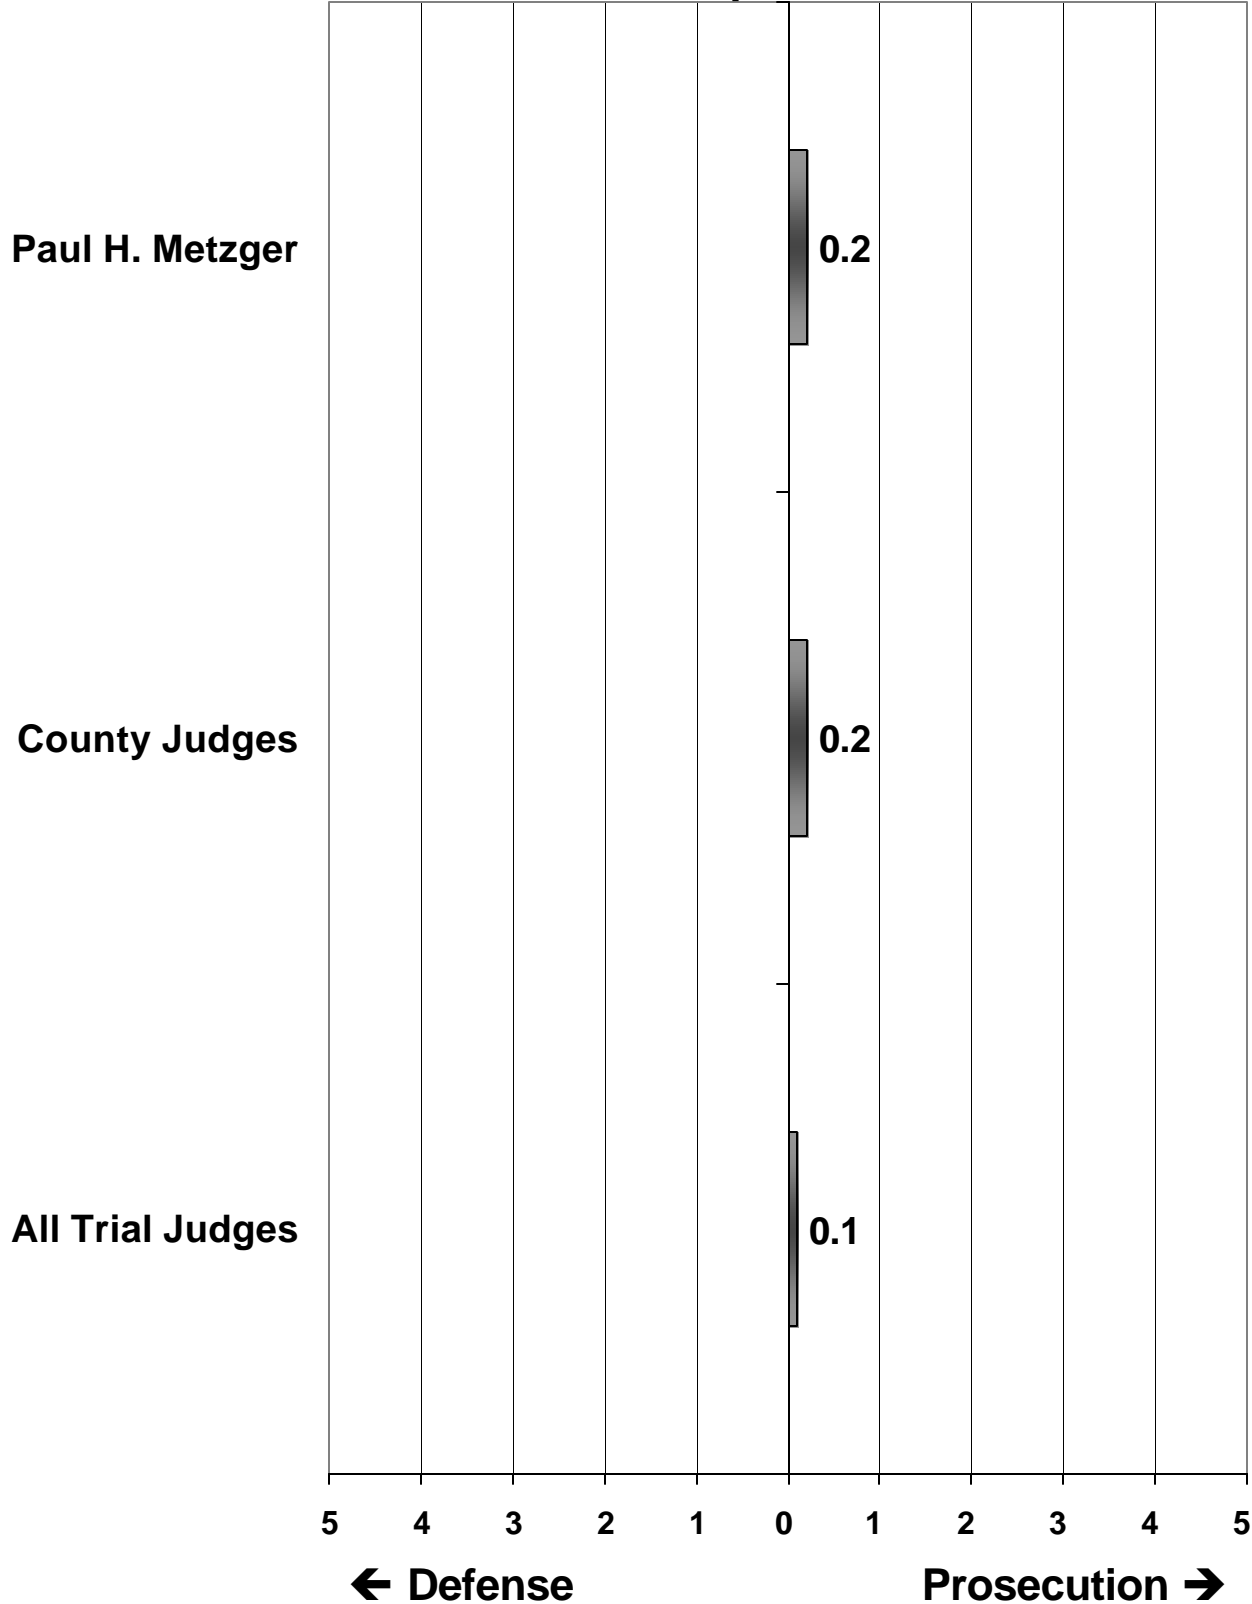 Paul H. Metzger 0.2
County Judges 0.2
All Trial Judges 0.1
5 4 3 2 1 0 1 2 3 4 5
← Defense Prosecution →